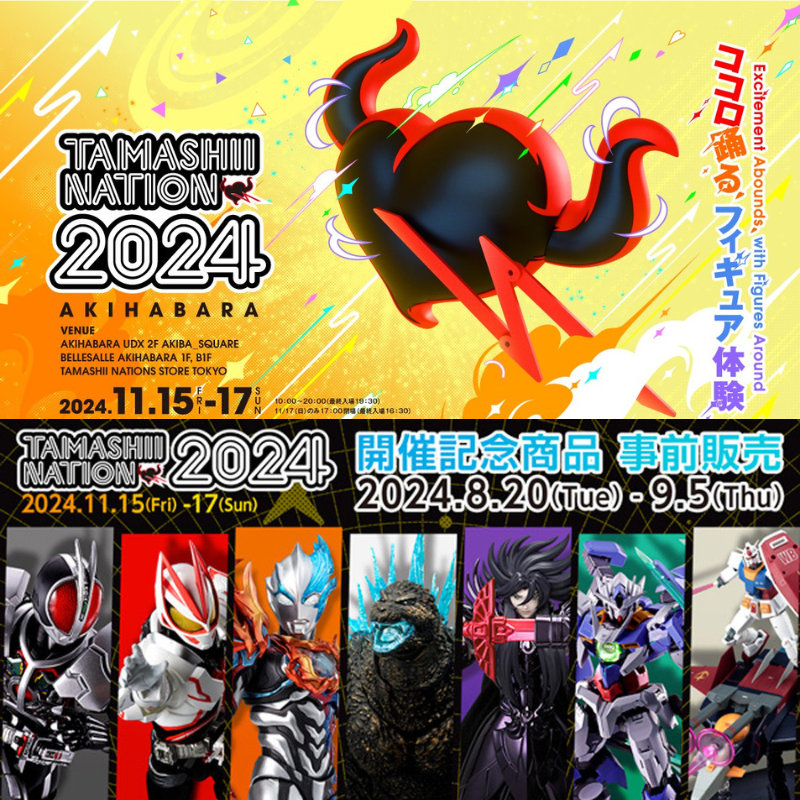 TAMASHII
NATION
2024
AKIHABARA
VENUE
AKIHABARA UDX 2F AKIBA_SQUARE
BELLESALLE AKIHABARA 1F, B1F
TAMASHII NATIONS STORE TOKYO
2024.11.15FRI-17SUN
10:00~20:00(最終入場19:30)
11/17(日)のみ17:00閉場(最終入場16:30)
Excitement Abounds, with Figures Around
ココロ踊る、フィギュア体験
TAMASHII
NATION 2024
2024.11.15(Fri) -17(Sun)
開催記念商品 事前販売
2024.8.20(Tue) - 9.5(Thu)
WB